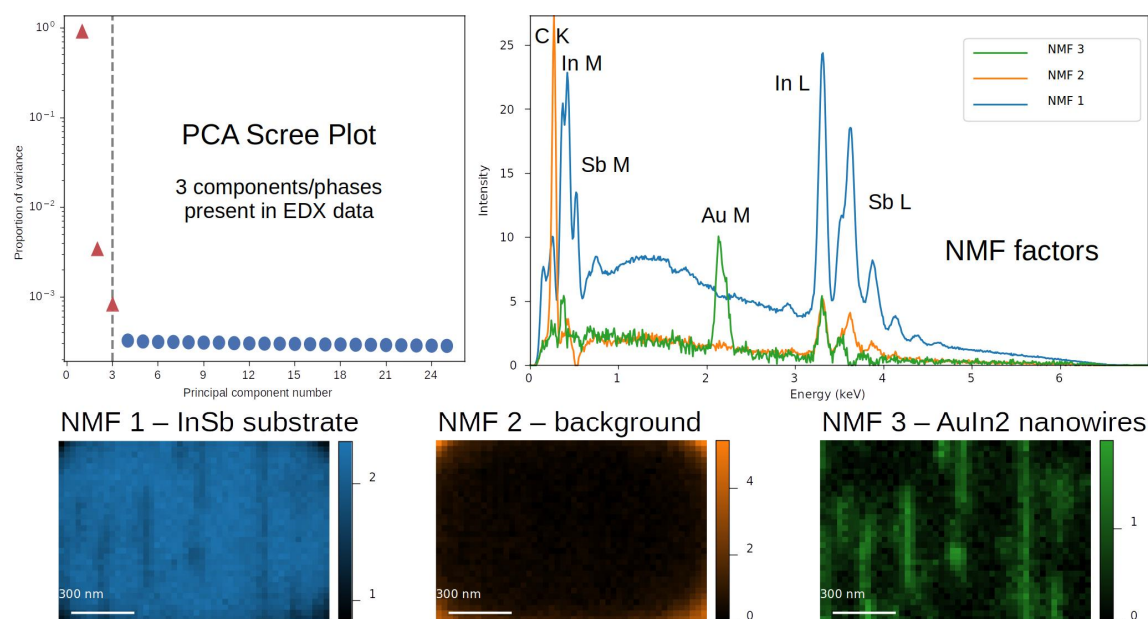 10⁰
10⁻¹
10⁻²
10⁻³
Proportion of variance
PCA Scree Plot
3 components/phases
present in EDX data
0 3 6 9 12 15 18 21 24
Principal component number
C K
In M
Sb M
Au M
In L
Sb L
NMF 3
NMF 2
NMF 1
NMF factors
25
20
15
10
5
0
Intensity
0 1 2 3 4 5 6
Energy (keV)
NMF 1 – InSb substrate
2
1
300 nm
NMF 2 – background
4
2
0
300 nm
NMF 3 – AuIn2 nanowires
1
0
300 nm